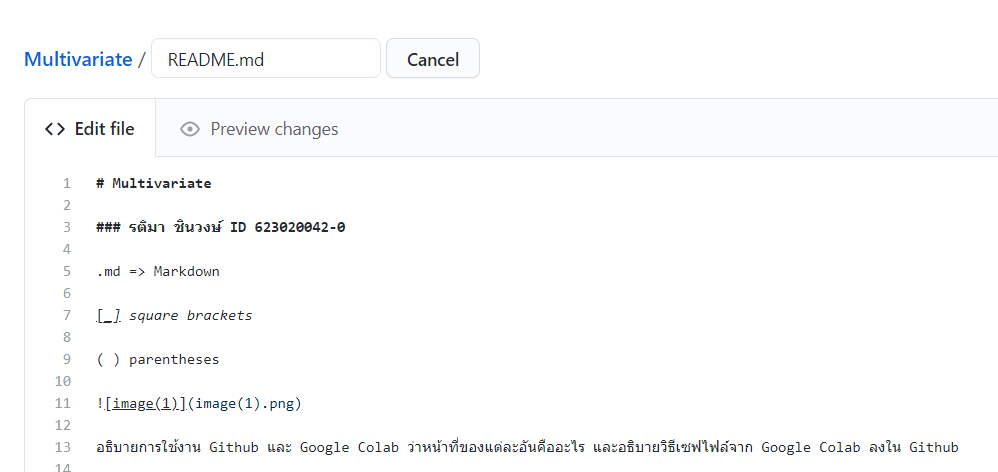 Multivariate / README.md Cancel
<> Edit file Preview changes
1 # Multivariate
2
3 ### รติมา ชินวงษ์ ID 623020042-0
4
5 .md => Markdown
6
7 [_] square brackets
8
9 ( ) parentheses
10
11 ![image(1)](image(1).png)
12
13 อธิบายการใช้งาน Github และ Google Colab ว่าหน้าที่ของแต่ละอันคืออะไร และอธิบายวิธีเซฟไฟล์จาก Google Colab ลงใน Github
14